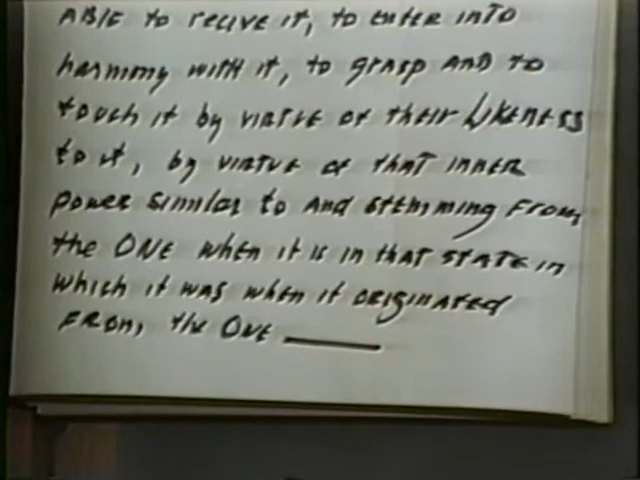 ABLE to recive it, to enter into
harmony with it, to grasp AND to
touch it by virtue of their LIKENESS
to it, by virtue of that inner
power similar to and stemming From
the ONE when it is in that STATE in
which it was when it originated
FROM, the ONE